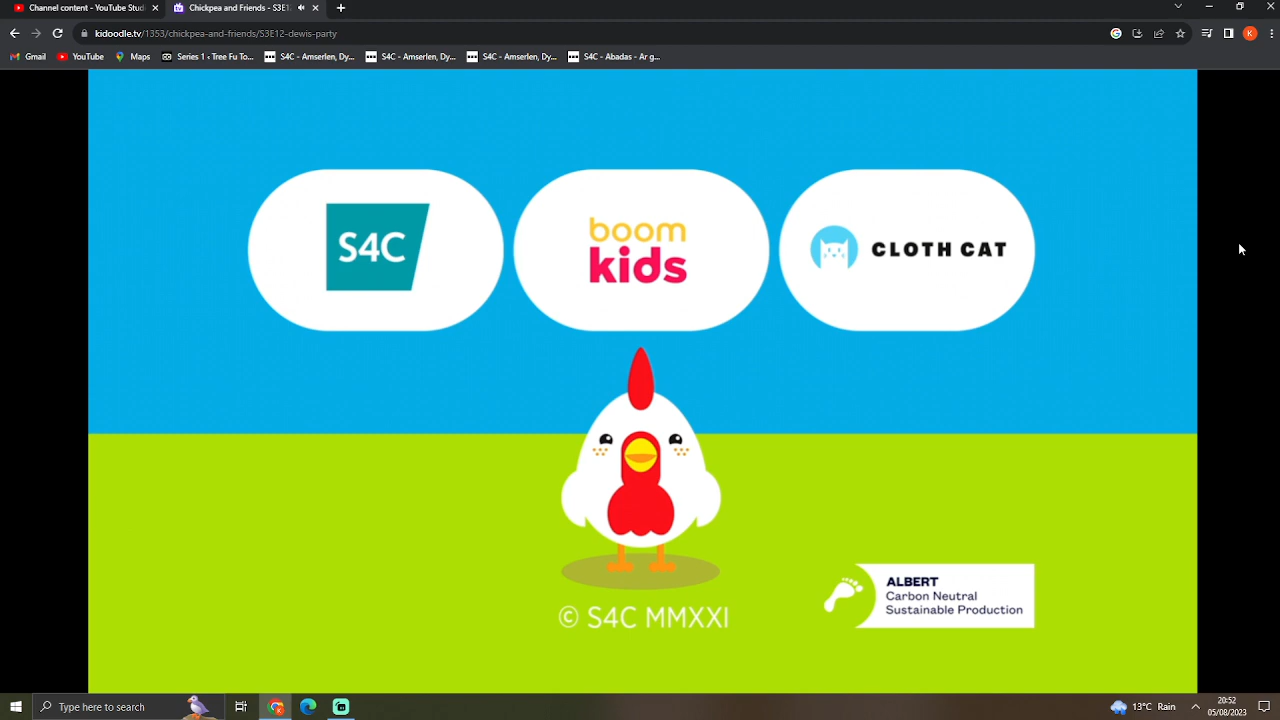 Channel content - YouTube Stud
Chickpea and Friends - S3E1
kidoodle.tv/1353/chickpea-and-friends/S3E12-dewis-party
K
Gmail
YouTube
Maps
Series 1 - Tree Fu To...
S4C - Amserlen, Dy...
S4C - Amserlen, Dy...
S4C - Amserlen, Dy...
S4C - Abadas - Ar g...
S4C
boom
kids
CLOTH CAT
ALBERT
Carbon Neutral
Sustainable Production
© S4C MMXXI
Type here to search
13°C Rain
20:52
05/08/2023